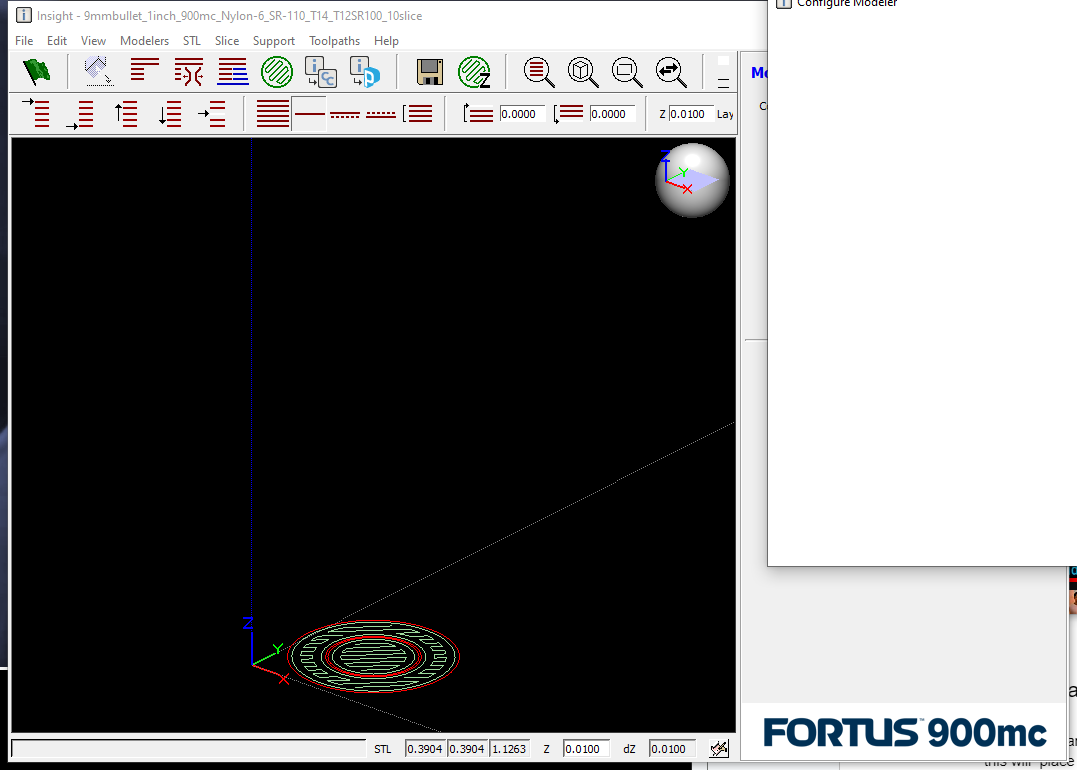 Insight - 9mmbullet_1inch_900mc_Nylon-6_SR-110_T14_T12SR100_10slice
Configure Modeler
File Edit View Modelers STL Slice Support Toolpaths Help
0.0000 0.0000 Z 0.0100 Lay
Z
Y
X
Z
Y
X
STL 0.3904 0.3904 1.1263 Z 0.0100 dZ 0.0100
FORTUS 900mc
this will place